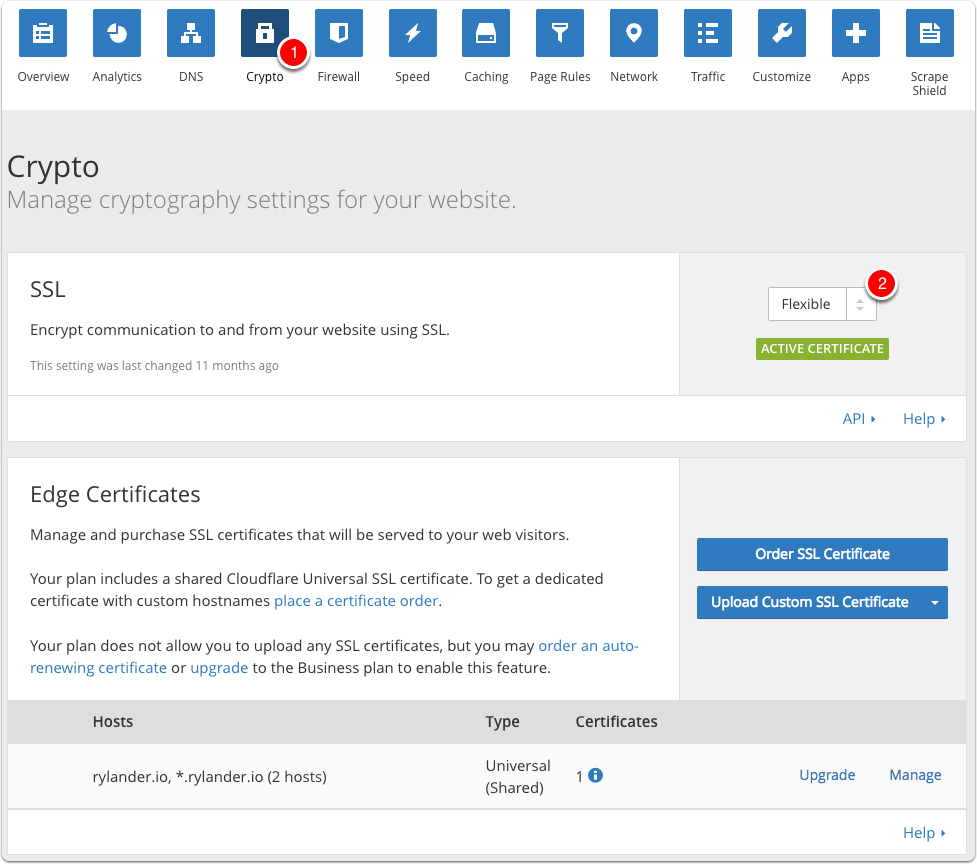 Overview
Analytics
DNS
Crypto
1
Firewall
Speed
Caching
Page Rules
Network
Traffic
Customize
Apps
Scrape
Shield
Crypto
Manage cryptography settings for your website.
SSL
Encrypt communication to and from your website using SSL.
This setting was last changed 11 months ago
Flexible
2
ACTIVE CERTIFICATE
API
Help
Edge Certificates
Manage and purchase SSL certificates that will be served to your web visitors.
Your plan includes a shared Cloudflare Universal SSL certificate. To get a dedicated
certificate with custom hostnames place a certificate order.
Your plan does not allow you to upload any SSL certificates, but you may order an auto-
renewing certificate or upgrade to the Business plan to enable this feature.
Order SSL Certificate
Upload Custom SSL Certificate
Hosts Type Certificates
rylander.io, *.rylander.io (2 hosts)
Universal
(Shared)
1
Upgrade
Manage
Help